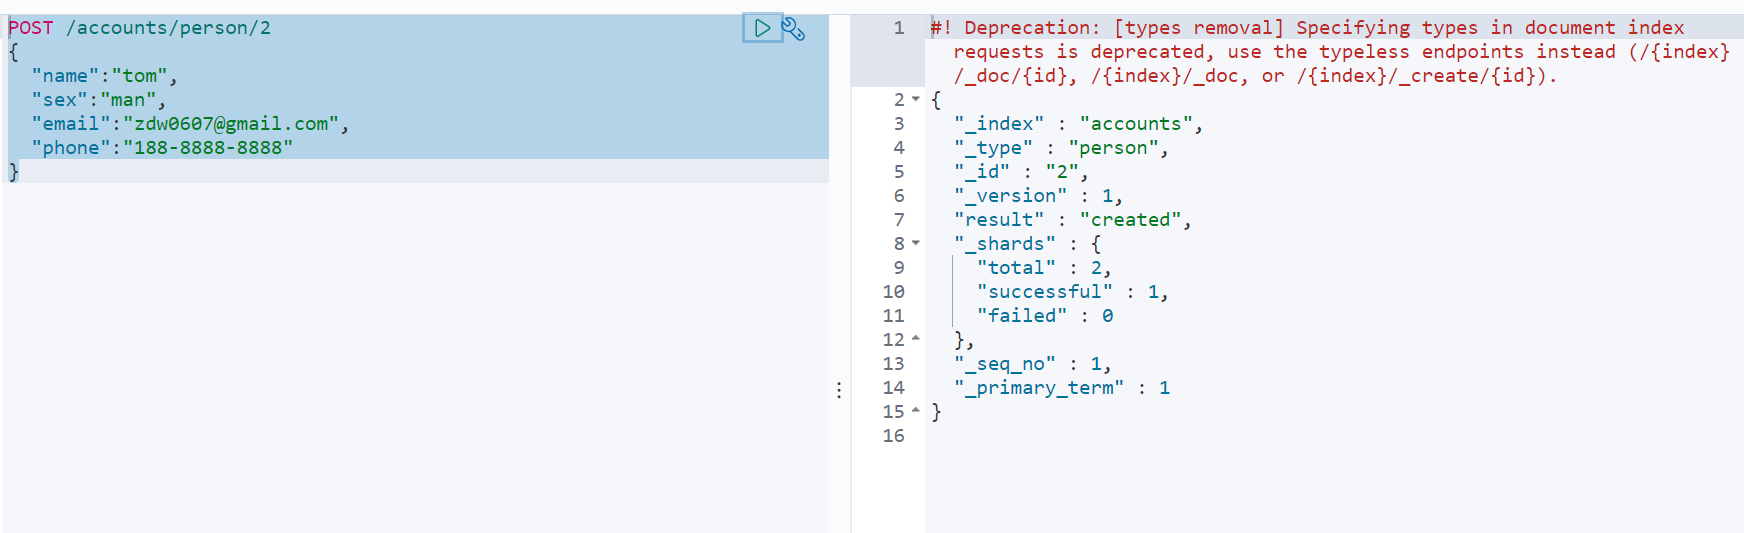 POST /accounts/person/2
{
  "name":"tom",
  "sex":"man",
  "email":"zdw0607@gmail.com",
  "phone":"188-8888-8888"
}
1 #! Deprecation: [types removal] Specifying types in document index
requests is deprecated, use the typeless endpoints instead (/{index}
/_doc/{id}, /{index}/_doc, or /{index}/_create/{id}).
2 {
3   "_index" : "accounts",
4   "_type" : "person",
5   "_id" : "2",
6   "_version" : 1,
7   "result" : "created",
8   "_shards" : {
9     "total" : 2,
10     "successful" : 1,
11     "failed" : 0
12   },
13   "_seq_no" : 1,
14   "_primary_term" : 1
15 }
16